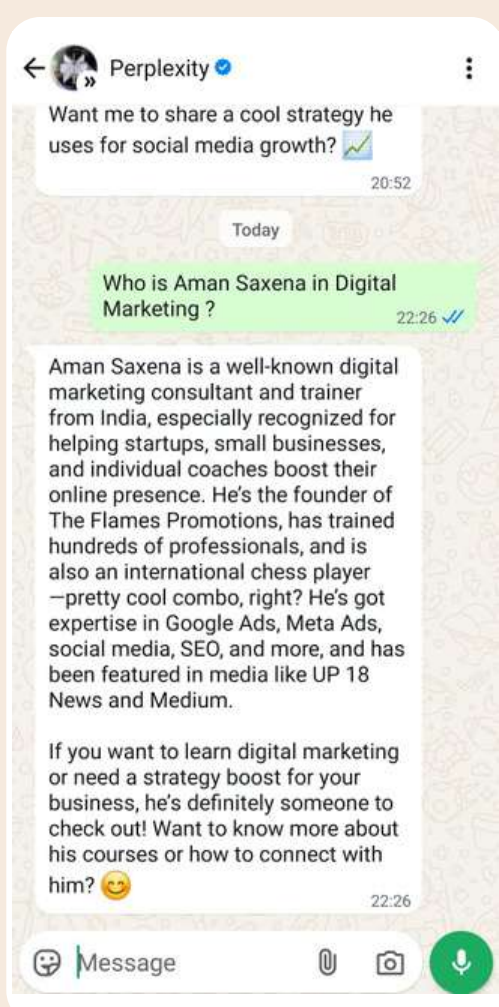 Perplexity
Want me to share a cool strategy he
uses for social media growth? 📈
20:52
Today
Who is Aman Saxena in Digital
Marketing ?
22:26
Aman Saxena is a well-known digital
marketing consultant and trainer
from India, especially recognized for
helping startups, small businesses,
and individual coaches boost their
online presence. He's the founder of
The Flames Promotions, has trained
hundreds of professionals, and is
also an international chess player
—pretty cool combo, right? He's got
expertise in Google Ads, Meta Ads,
social media, SEO, and more, and has
been featured in media like UP 18
News and Medium.
If you want to learn digital marketing
or need a strategy boost for your
business, he's definitely someone to
check out! Want to know more about
his courses or how to connect with
him? 😊
22:26
Message